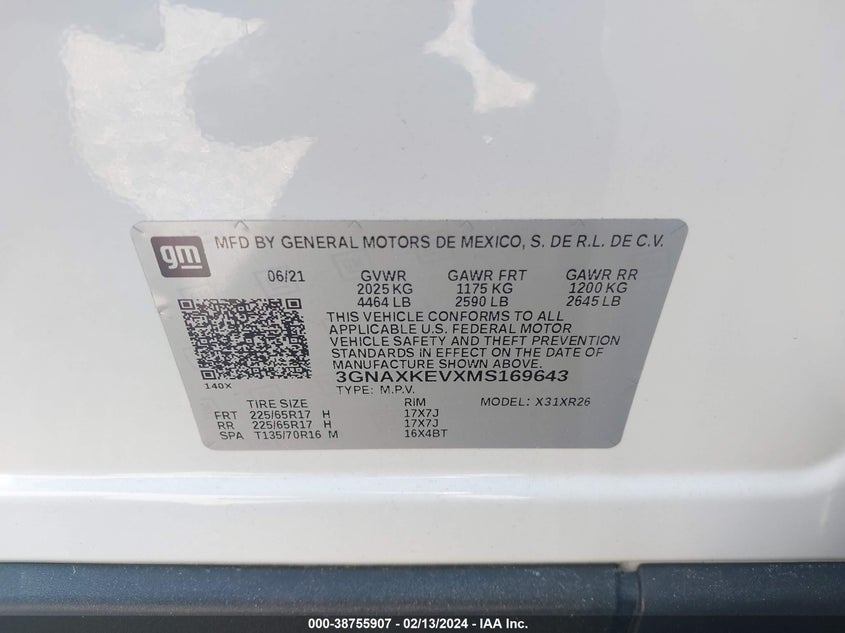 gm MFD BY GENERAL MOTORS DE MEXICO, S. DE R.L. DE C.V.
06/21 GVWR GAWR FRT GAWR RR
2025 KG 1175 KG 1200 KG
4464 LB 2590 LB 2645 LB
THIS VEHICLE CONFORMS TO ALL
APPLICABLE U.S. FEDERAL MOTOR
VEHICLE SAFETY AND THEFT PREVENTION
STANDARDS IN EFFECT ON THE DATE OF
MANUFACTURE SHOWN ABOVE.
3GNAXKEVXMS169643
140X TYPE: M.P.V.
TIRE SIZE RIM MODEL: X31XR26
FRT 225/65R17 H 17X7J
RR 225/65R17 H 17X7J
SPA T135/70R16 M 16X4BT
000-38755907 - 02/13/2024 - IAA Inc.